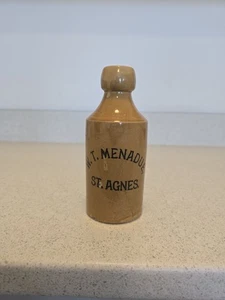 T. MENADUE
ST. AGNES.